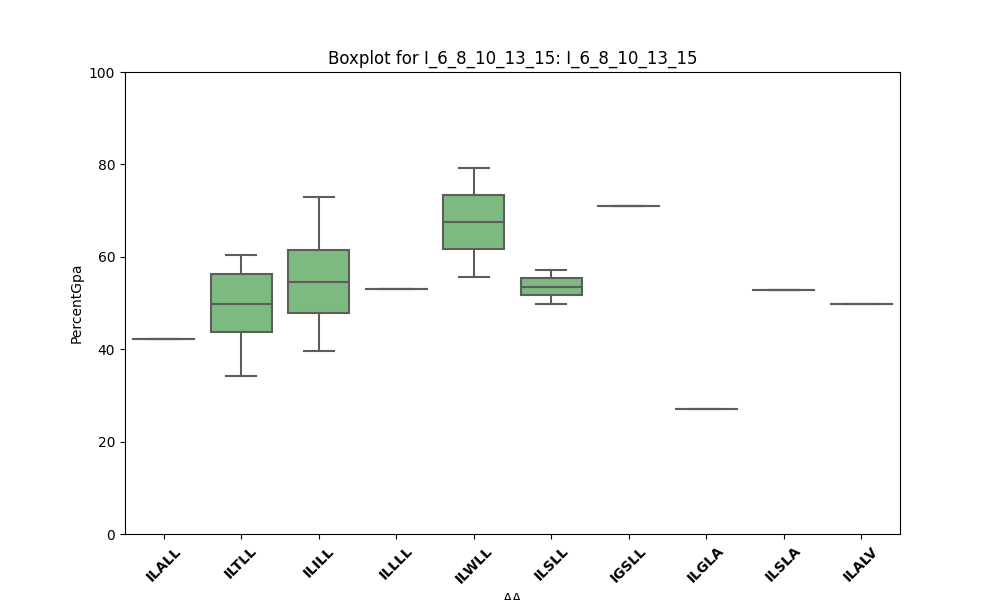 Boxplot for I_6_8_10_13_15: I_6_8_10_13_15
100
80
60
40
20
0
PercentGpa
ILALL
ILTLL
ILILL
ILLLL
ILWLL
ILSLL
IGSLL
ILGLA
ILSLA
ILALV
AA